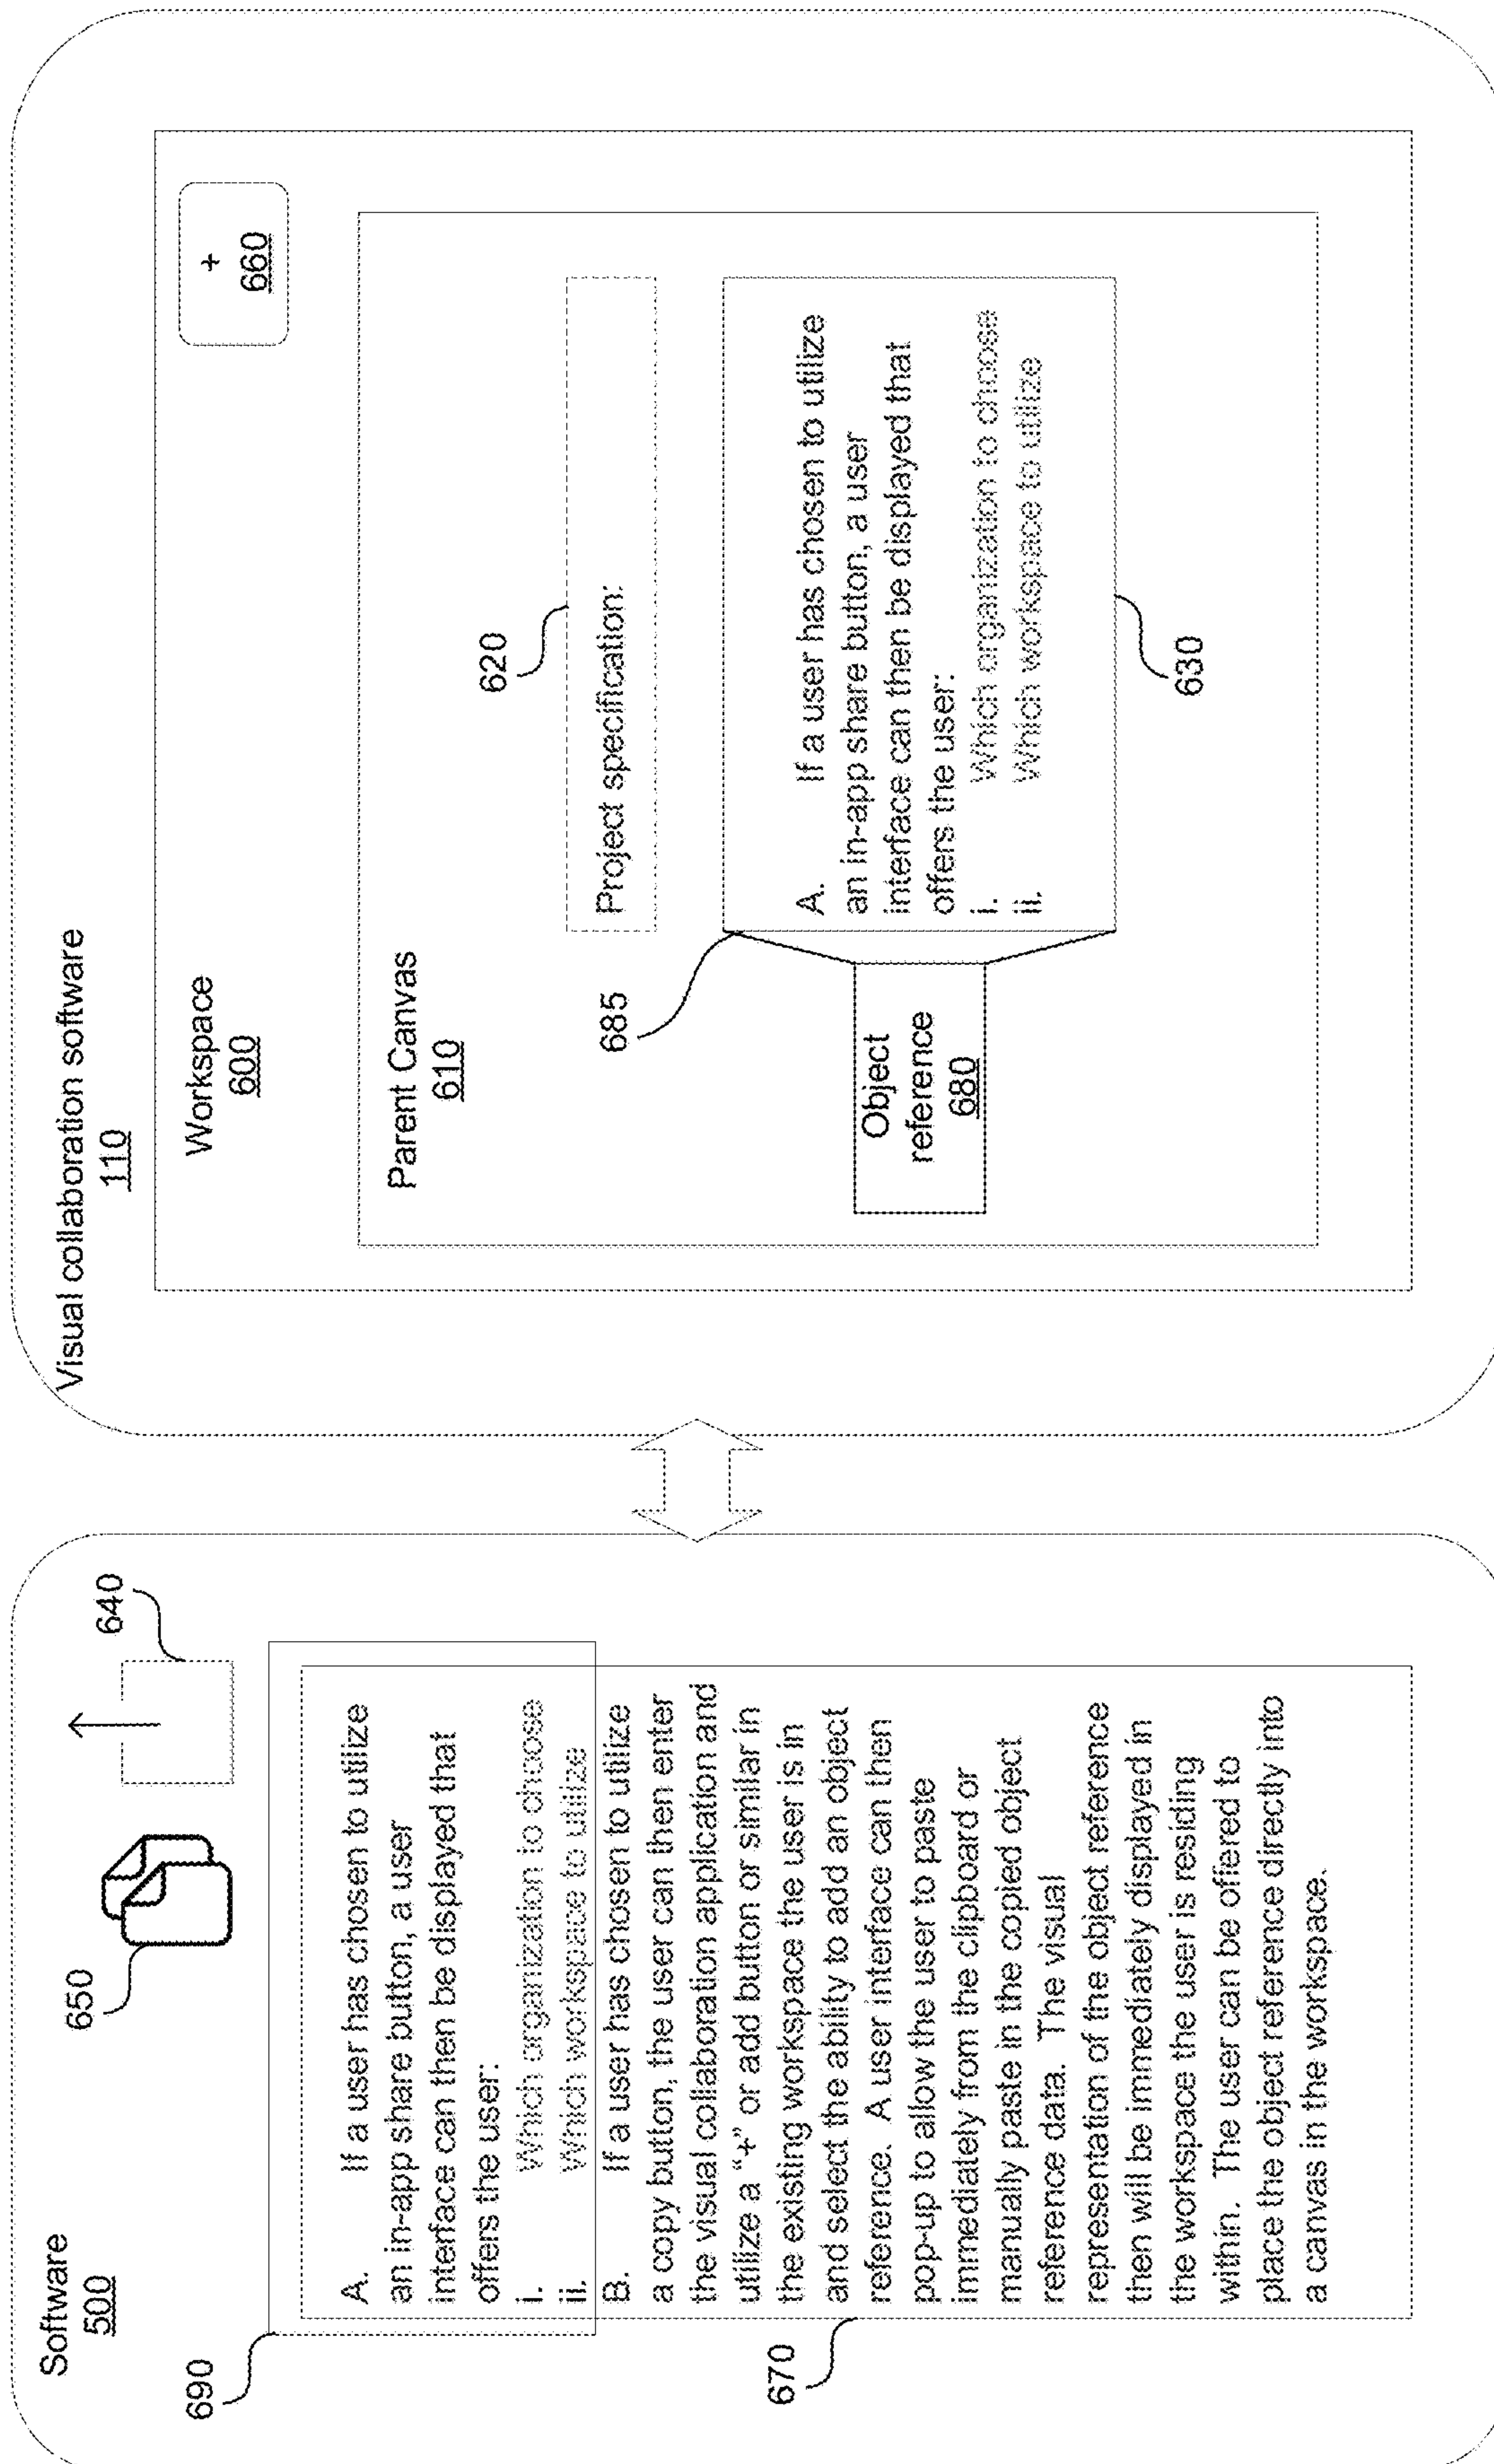 Software
500
650
640
690
A. If a user has chosen to utilize
an in-app share button, a user
interface can then be displayed that
offers the user:
i. Which organization to choose
ii. Which workspace to utilize
B. If a user has chosen to utilize
a copy button, the user can then enter
the visual collaboration application and
utilize a “+” or add button or similar in
the existing workspace the user is in
and select the ability to add an object
reference. A user interface can then
pop-up to allow the user to paste
immediately from the clipboard or
manually paste in the copied object
reference data. The visual
representation of the object reference
then will be immediately displayed in
the workspace the user is residing
within. The user can be offered to
place the object reference directly into
a canvas in the workspace.
670
Visual collaboration software
110
Workspace
600
+
660
Parent Canvas
610
620
Project specification:
685
Object
reference
680
A. If a user has chosen to utilize
an in-app share button, a user
interface can then be displayed that
offers the user:
i. Which organization to choose
ii. Which workspace to utilize
630